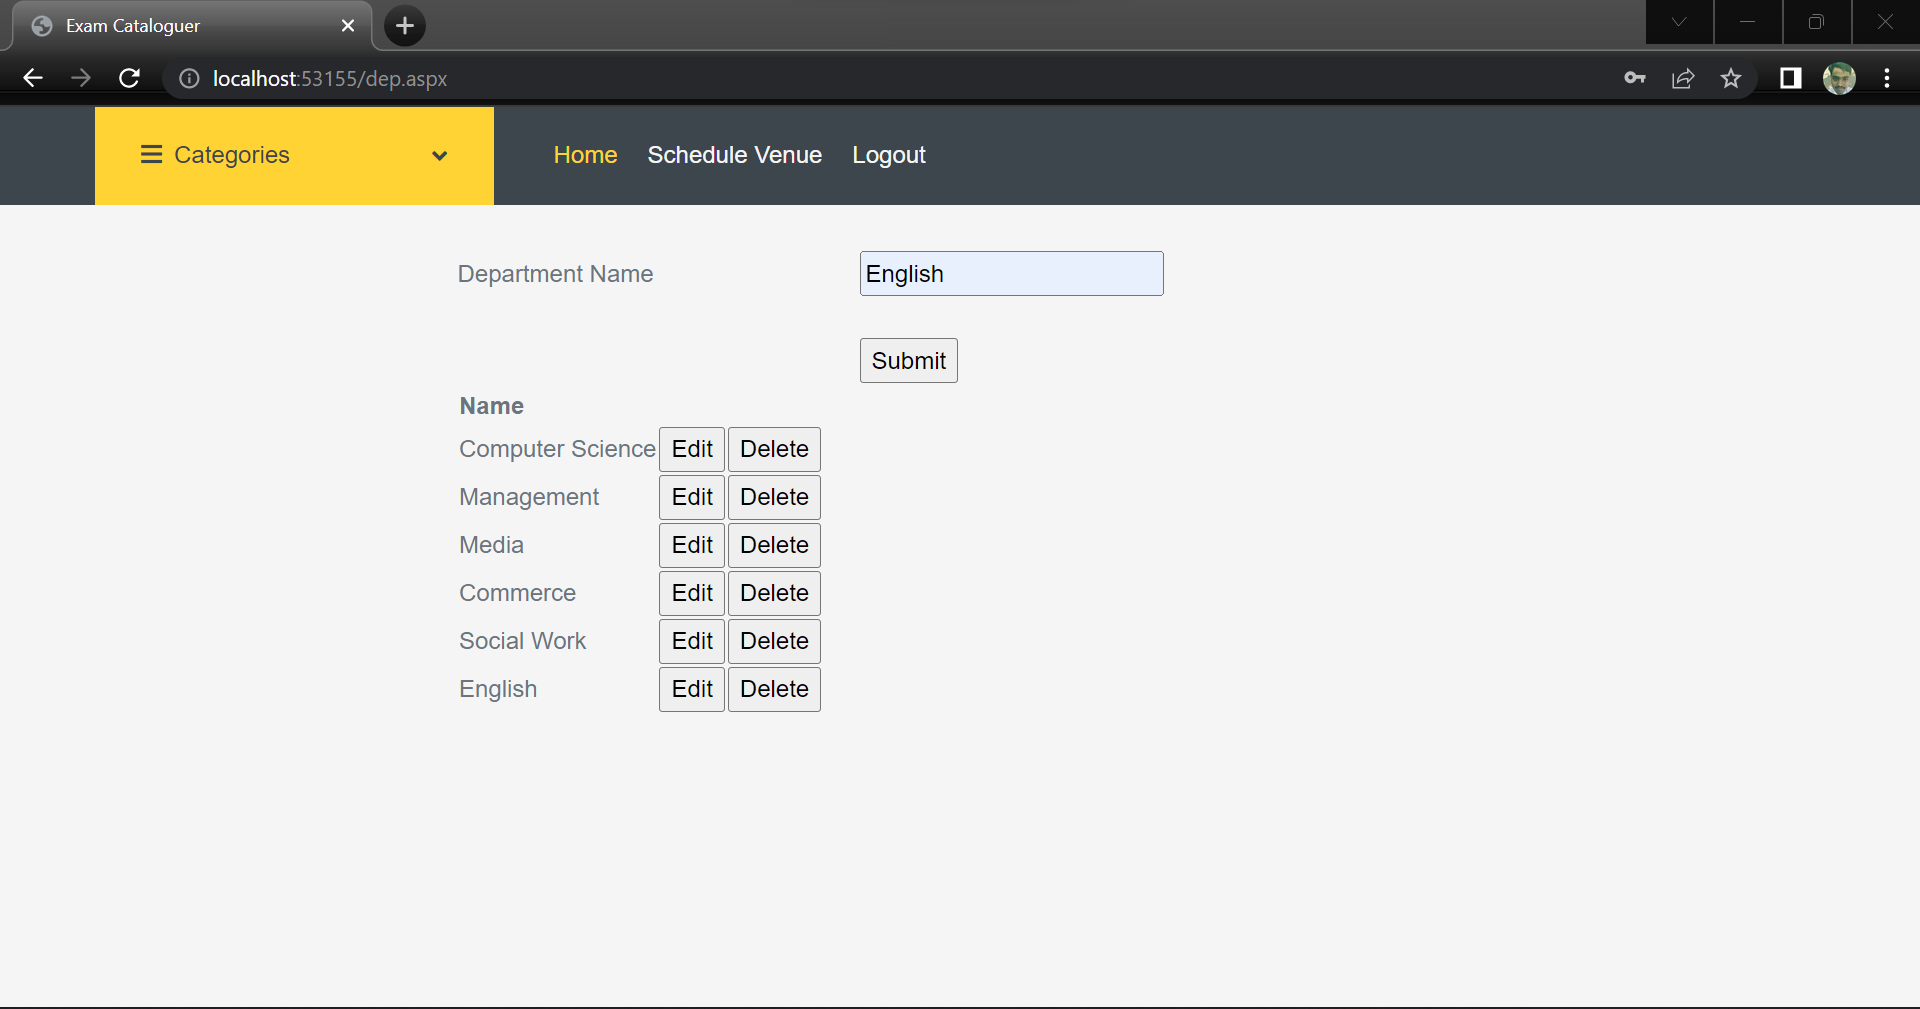 Exam Cataloguer
localhost:53155/dep.aspx
Categories
Home Schedule Venue Logout
Department Name English
Submit
Name
Computer Science Edit Delete
Management Edit Delete
Media Edit Delete
Commerce Edit Delete
Social Work Edit Delete
English Edit Delete